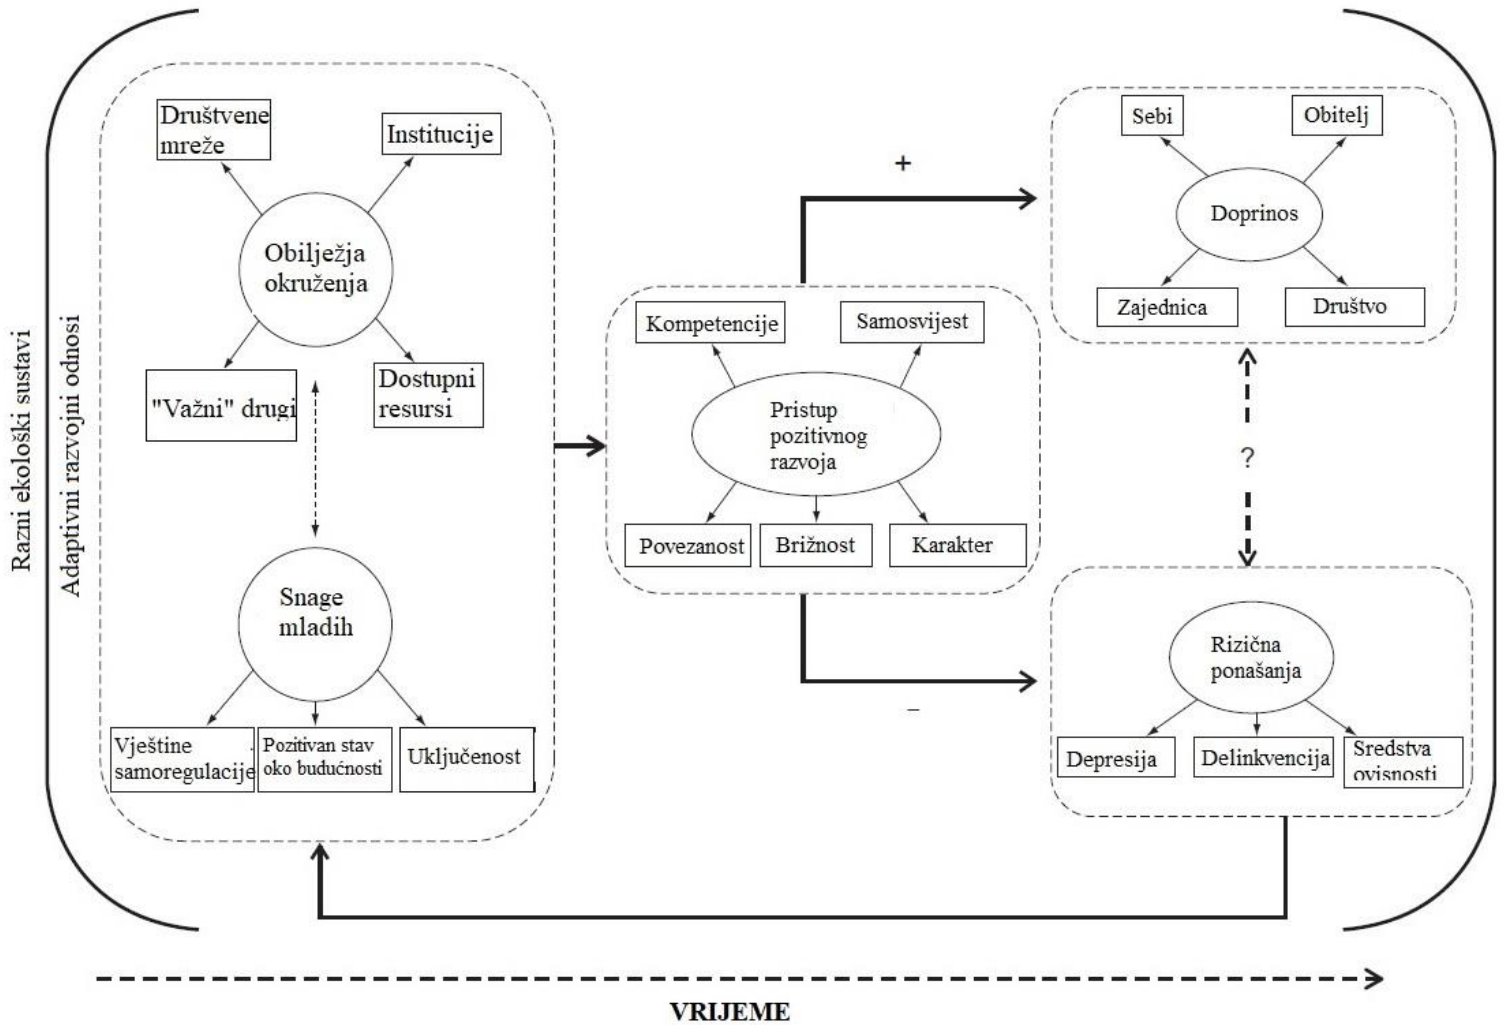 Razni ekološki sustavi
Adaptivni razvojni odnosi
Društvene
mreže
Institucije
Obilježja
okruženja
"Važni" drugi
Dostupni
resursi
Snage
mladih
Vještine
samoregulacije
Pozitivan stav
oko budućnosti
Uključenost
Kompetencije
Samosvijest
Pristup
pozitivnog
razvoja
Povezanost
Brižnost
Karakter
+
−
Sebi
Obitelj
Doprinos
Zajednica
Društvo
?
Rizična
ponašanja
Depresija
Delinkvencija
Sredstva
ovisnosti
VRIJEME